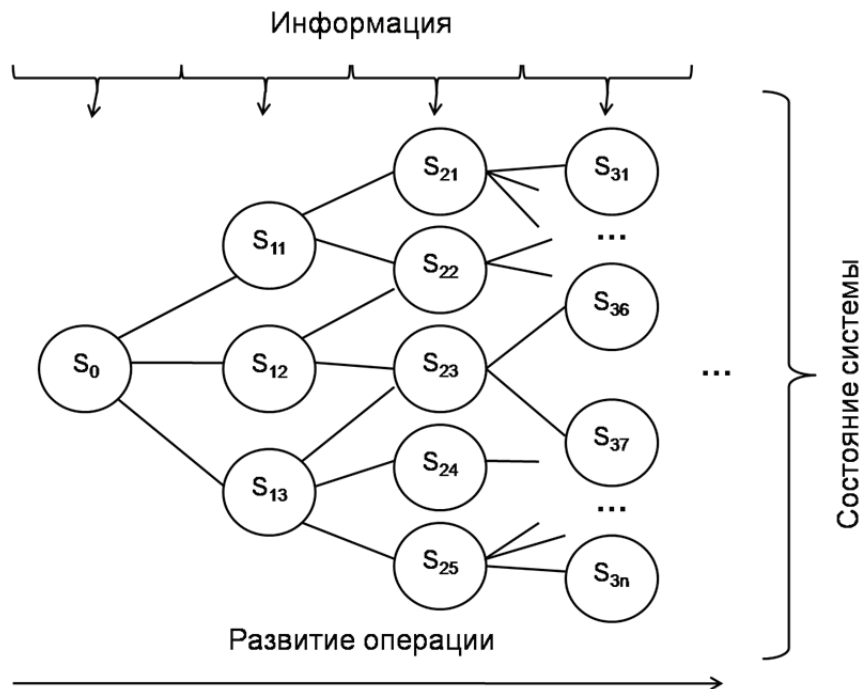 Информация
S21
S31
S11
...
S22
S36
S0
S12
S23
...
S37
S24
S13
...
S25
S3n
Состояние системы
Развитие операции